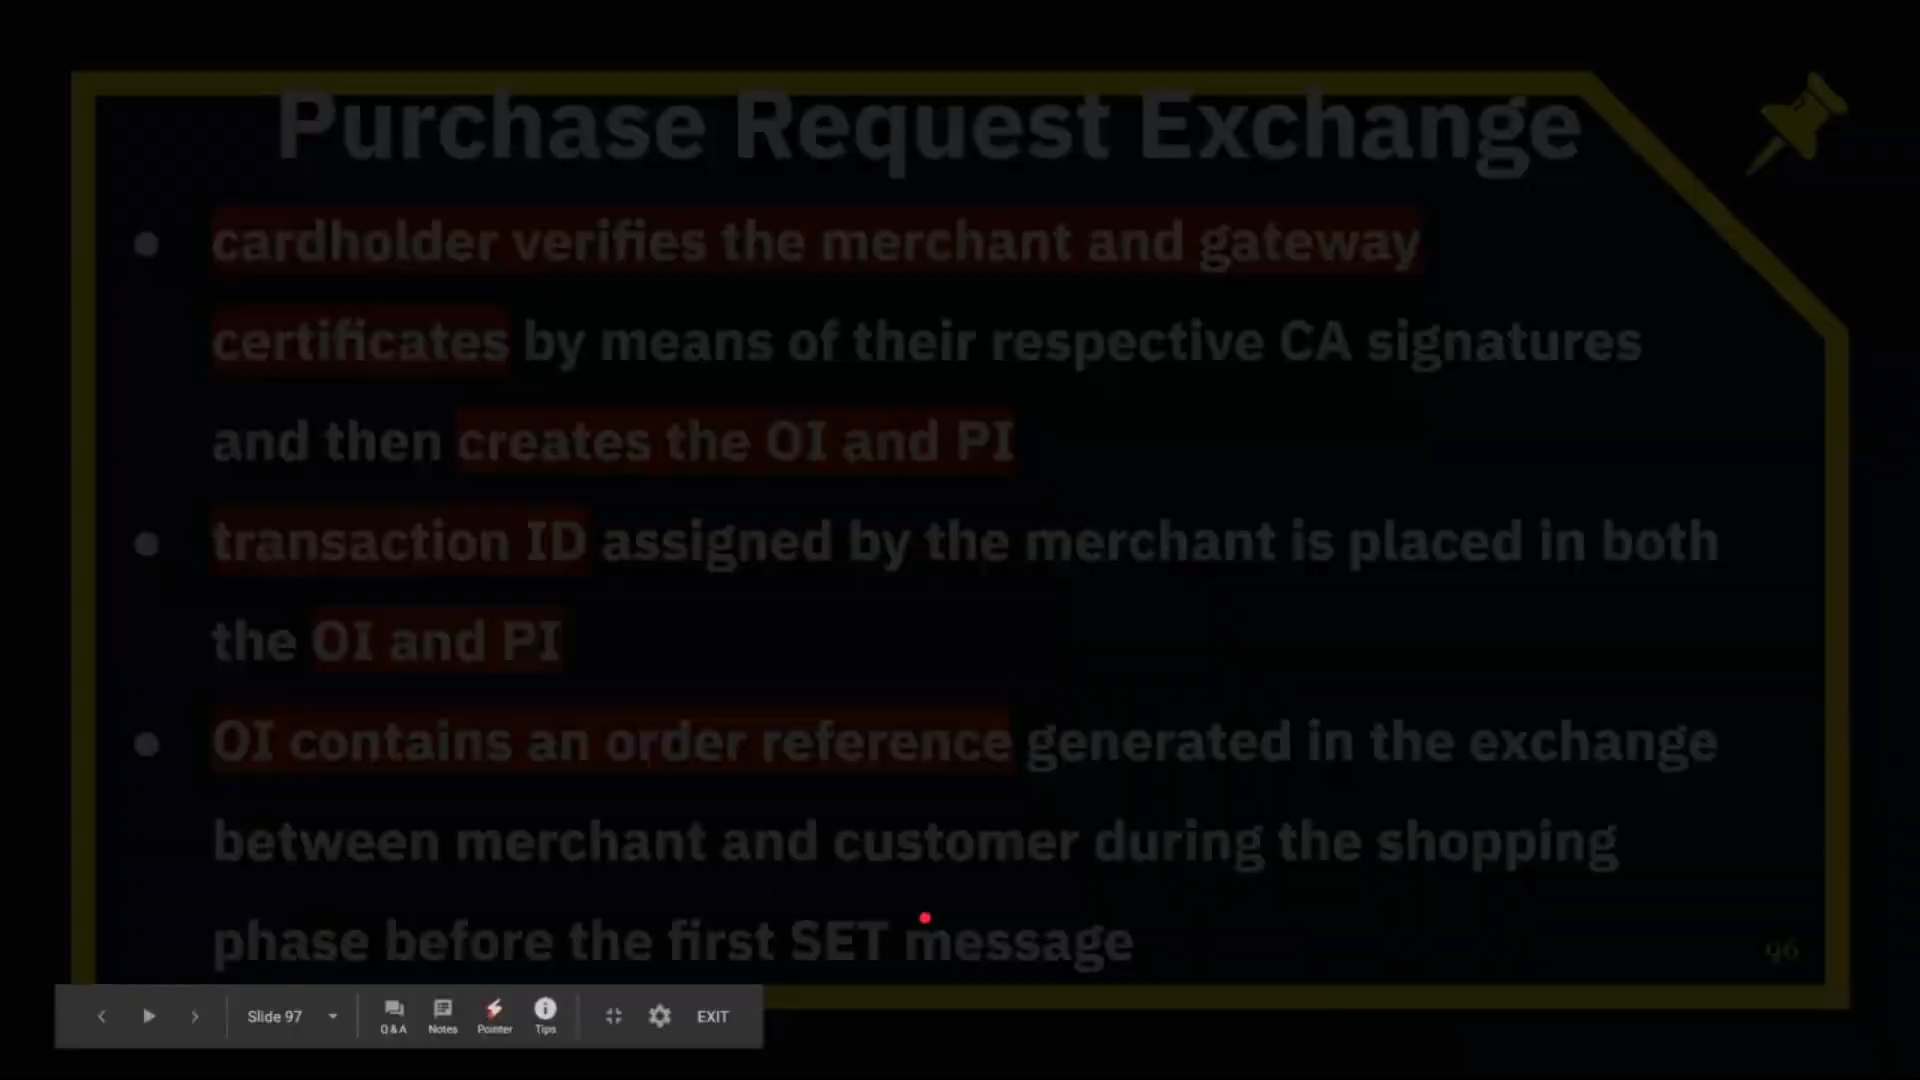 Purchase Request Exchange
● cardholder verifies the merchant and gateway
certificates by means of their respective CA signatures
and then creates the OI and PI
● transaction ID assigned by the merchant is placed in both
the OI and PI
● OI contains an order reference generated in the exchange
between merchant and customer during the shopping
phase before the first SET message
96
Slide 97
Q & A
Notes
Pointer
Tips
EXIT